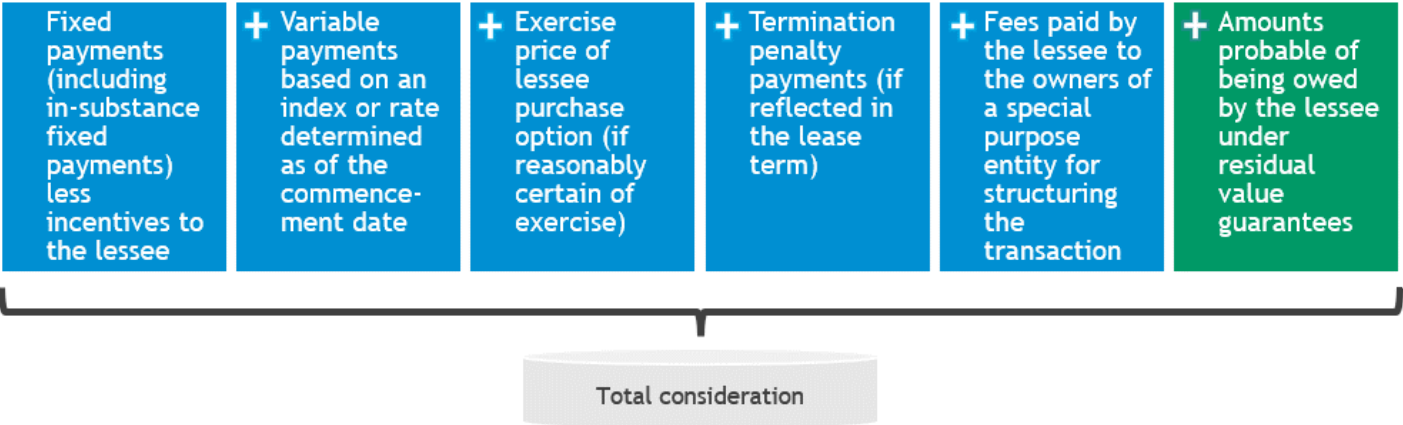 Fixed
payments
(including
in-substance
fixed
payments)
less
incentives to
the lessee
+ Variable
payments
based on an
index or rate
determined
as of the
commence-
ment date
+ Exercise
price of
lessee
purchase
option (if
reasonably
certain of
exercise)
+ Termination
penalty
payments (if
reflected in
the lease
term)
+ Fees paid by
the lessee to
the owners of
a special
purpose
entity for
structuring
the
transaction
+ Amounts
probable of
being owed
by the lessee
under
residual
value
guarantees
Total consideration